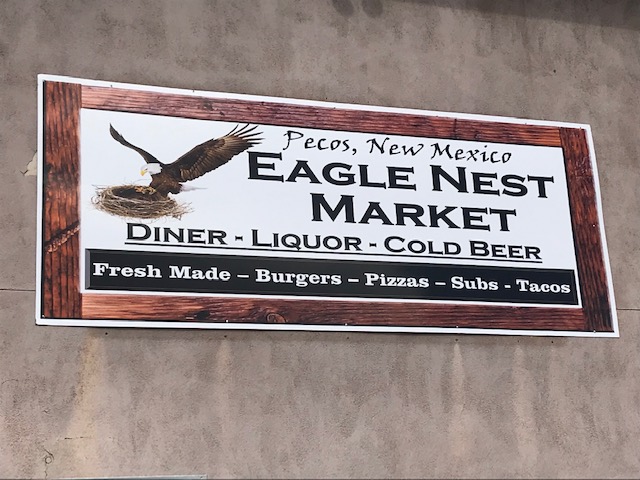 Pecos, New Mexico
EAGLE NEST
MARKET
DINER - LIQUOR - COLD BEER
Fresh Made – Burgers – Pizzas – Subs - Tacos